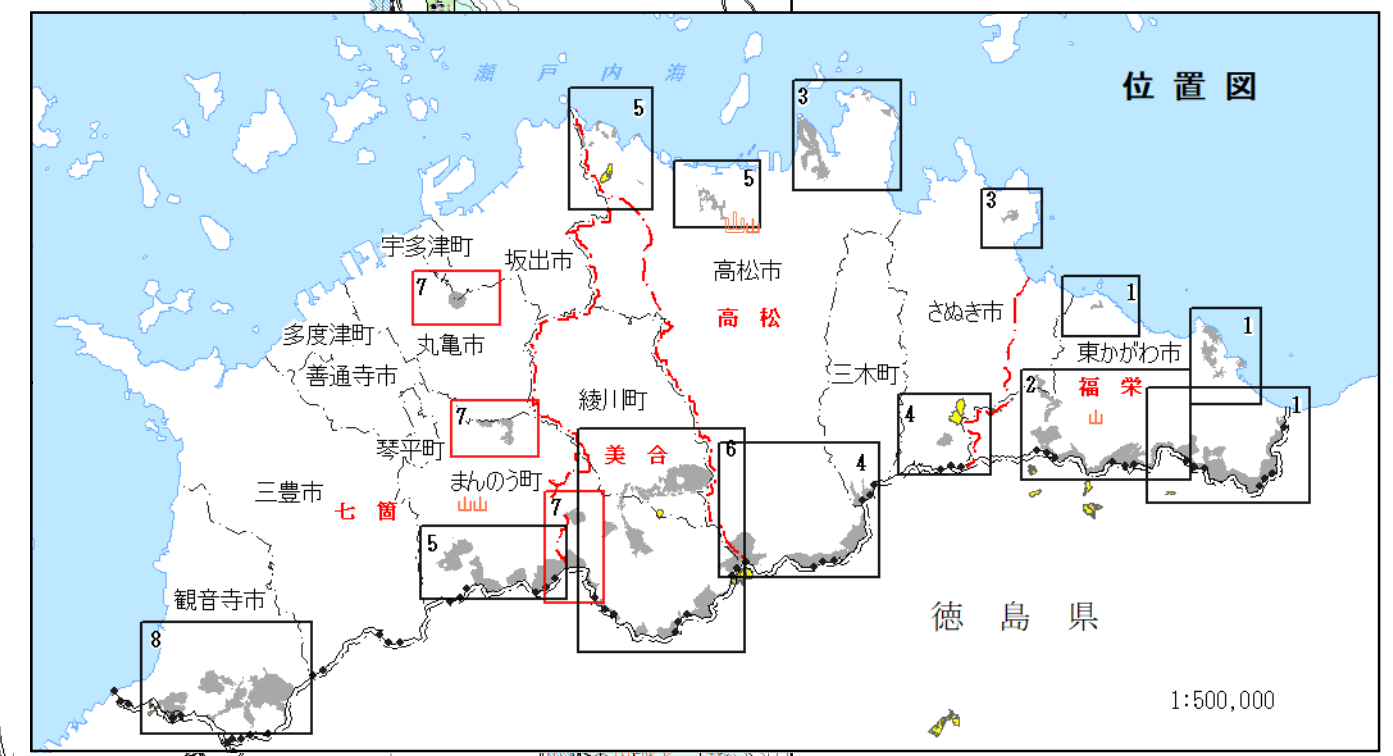 位置図
瀬戸内海
5
3
5
3
宇多津町
坂出市
高松市
7
1
さぬき市
高松
1
多度津町
丸亀市
東かがわ市
善通寺市
三木町
2
福栄
綾川町
1
7
4
山
琴平町
美合
6
4
まんのう町
三豊市
七箇
山山
7
5
観音寺市
徳島県
8
1:500,000